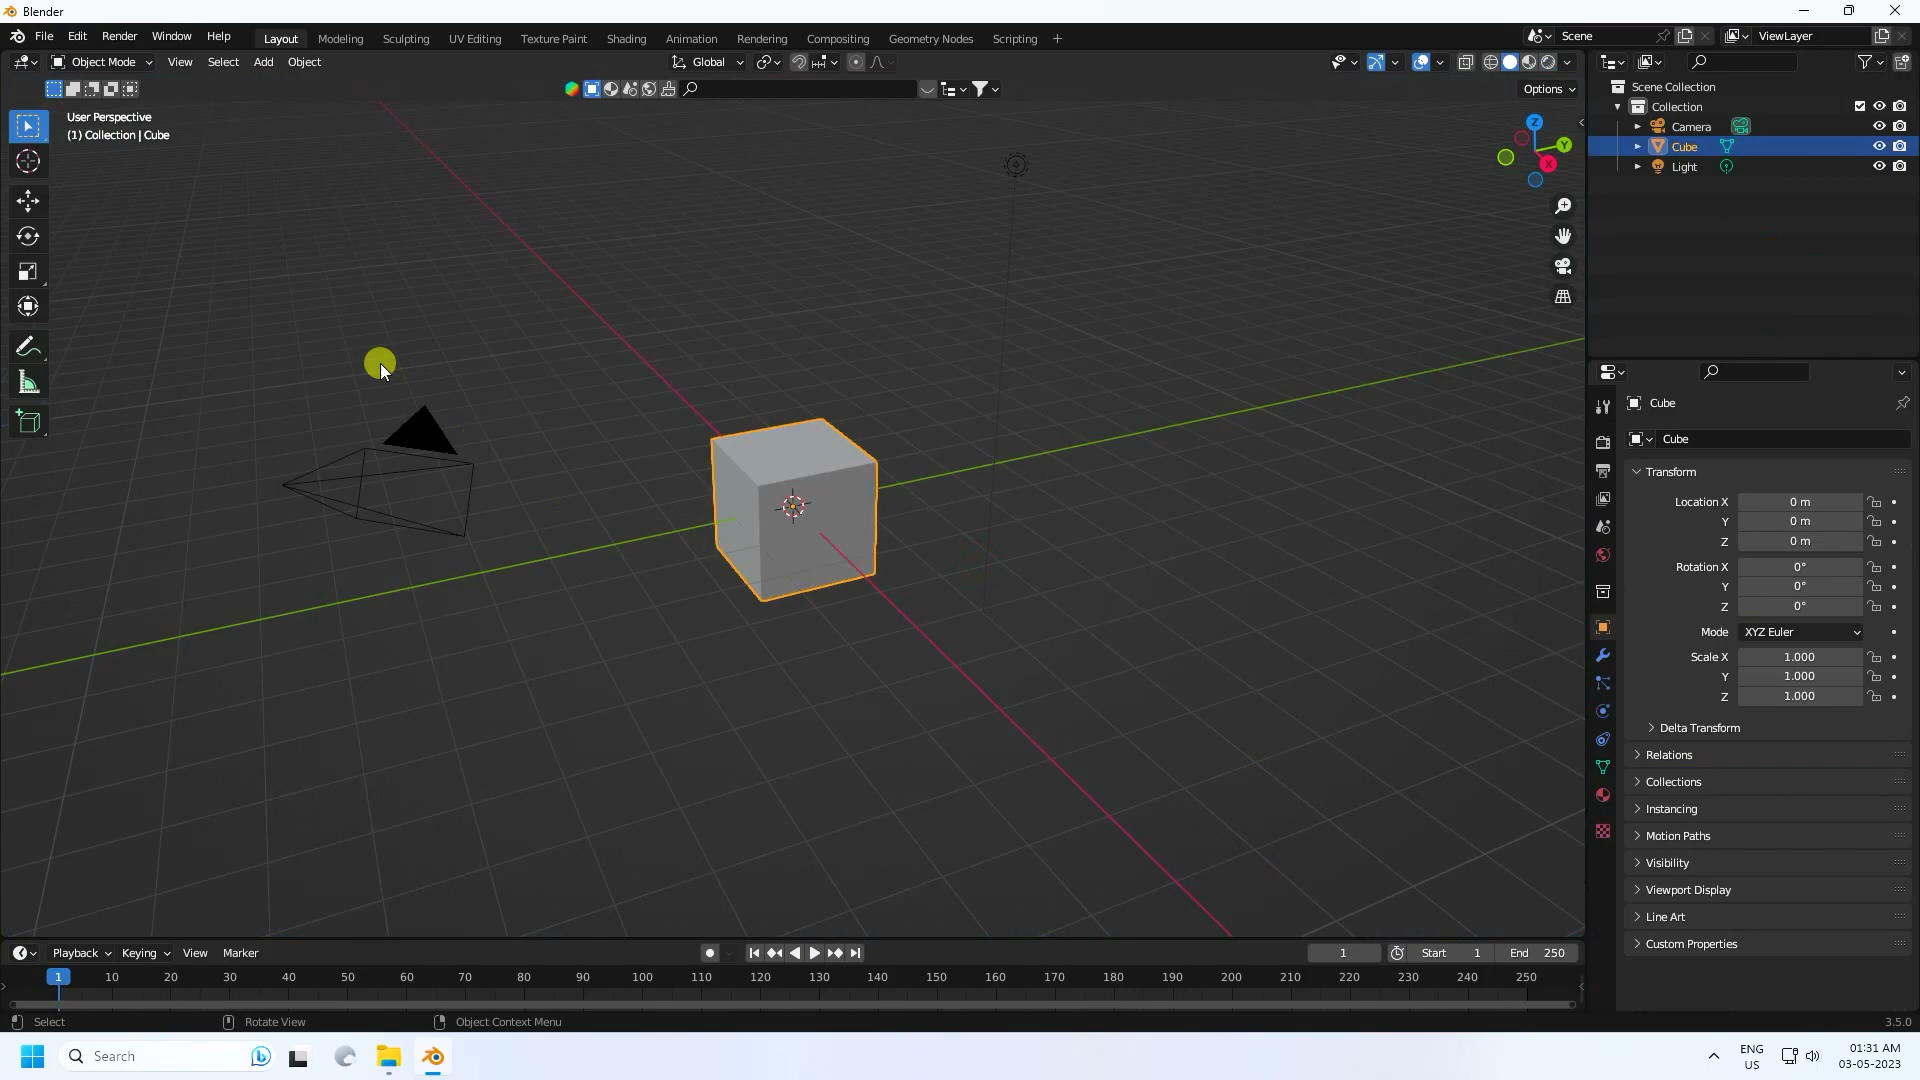 Blender
File Edit Render Window Help Layout Modeling Sculpting UV Editing Texture Paint Shading Animation Rendering Compositing Geometry Nodes Scripting + Scene ViewLayer
Object Mode View Select Add Object Global
Options
User Perspective
(1) Collection | Cube
Z
Y
X
Scene Collection
Collection
Camera
Cube
Light
Cube
Cube
Transform
Location X 0 m
Y 0 m
Z 0 m
Rotation X 0°
Y 0°
Z 0°
Mode XYZ Euler
Scale X 1.000
Y 1.000
Z 1.000
Delta Transform
Relations
Collections
Instancing
Motion Paths
Visibility
Viewport Display
Line Art
Custom Properties
Playback Keying View Marker 1 Start 1 End 250
1 10 20 30 40 50 60 70 80 90 100 110 120 130 140 150 160 170 180 190 200 210 220 230 240 250
Select Rotate View Object Context Menu 3.5.0
Search
ENG
US
01:31 AM
03-05-2023